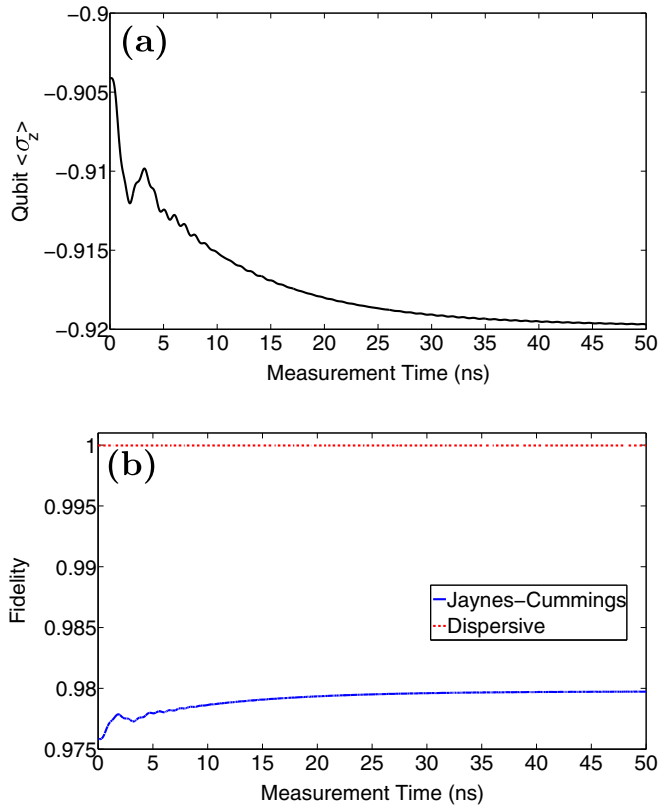 (a)
−0.9
−0.905
−0.91
−0.915
−0.92
Qubit <σz>
0 5 10 15 20 25 30 35 40 45 50
Measurement Time (ns)
(b)
1
0.995
0.99
0.985
0.98
0.975
Fidelity
Jaynes−Cummings
Dispersive
0 5 10 15 20 25 30 35 40 45 50
Measurement Time (ns)